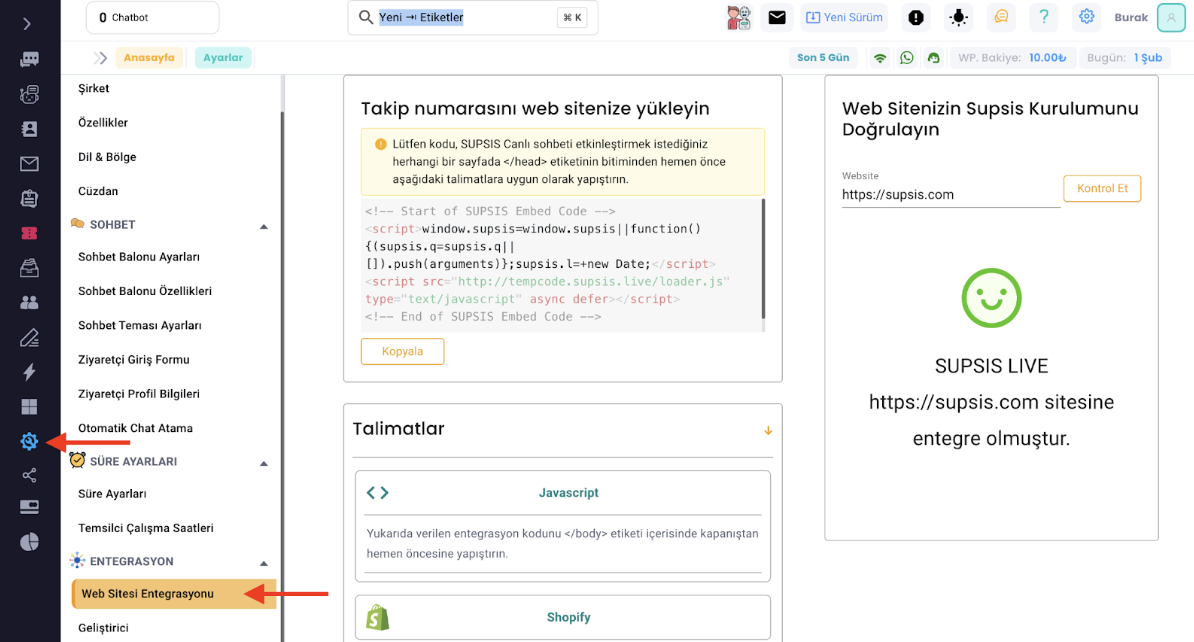 0 Chatbot
Yeni ⇥ Etiketler
⌘ K
Yeni Sürüm
?
Burak
Anasayfa
Ayarlar
Son 5 Gün
WP. Bakiye: 10.00₺
Bugün: 1 Şub
Şirket
Özellikler
Dil & Bölge
Cüzdan
SOHBET
Sohbet Balonu Ayarları
Sohbet Balonu Özellikleri
Sohbet Teması Ayarları
Ziyaretçi Giriş Formu
Ziyaretçi Profil Bilgileri
Otomatik Chat Atama
SÜRE AYARLARI
Süre Ayarları
Temsilci Çalışma Saatleri
ENTEGRASYON
Web Sitesi Entegrasyonu
Geliştirici
Takip numarasını web sitenize yükleyin
Lütfen kodu, SUPSIS Canlı sohbeti etkinleştirmek istediğiniz
herhangi bir sayfada </head> etiketinin bitiminden hemen önce
aşağıdaki talimatlara uygun olarak yapıştırın.
<!-- Start of SUPSIS Embed Code -->
<script>window.supsis=window.supsis||function()
{(supsis.q=supsis.q||
[]).push(arguments)};supsis.l=+new Date;</script>
<script src="http://tempcode.supsis.live/loader.js"
type="text/javascript" async defer></script>
<!-- End of SUPSIS Embed Code -->
Kopyala
Talimatlar
Javascript
Yukarıda verilen entegrasyon kodunu </body> etiketi içerisinde kapanıştan
hemen öncesine yapıştırın.
Shopify
Web Sitenizin Supsis Kurulumunu
Doğrulayın
Website
https://supsis.com
Kontrol Et
SUPSIS LIVE
https://supsis.com sitesine
entegre olmuştur.